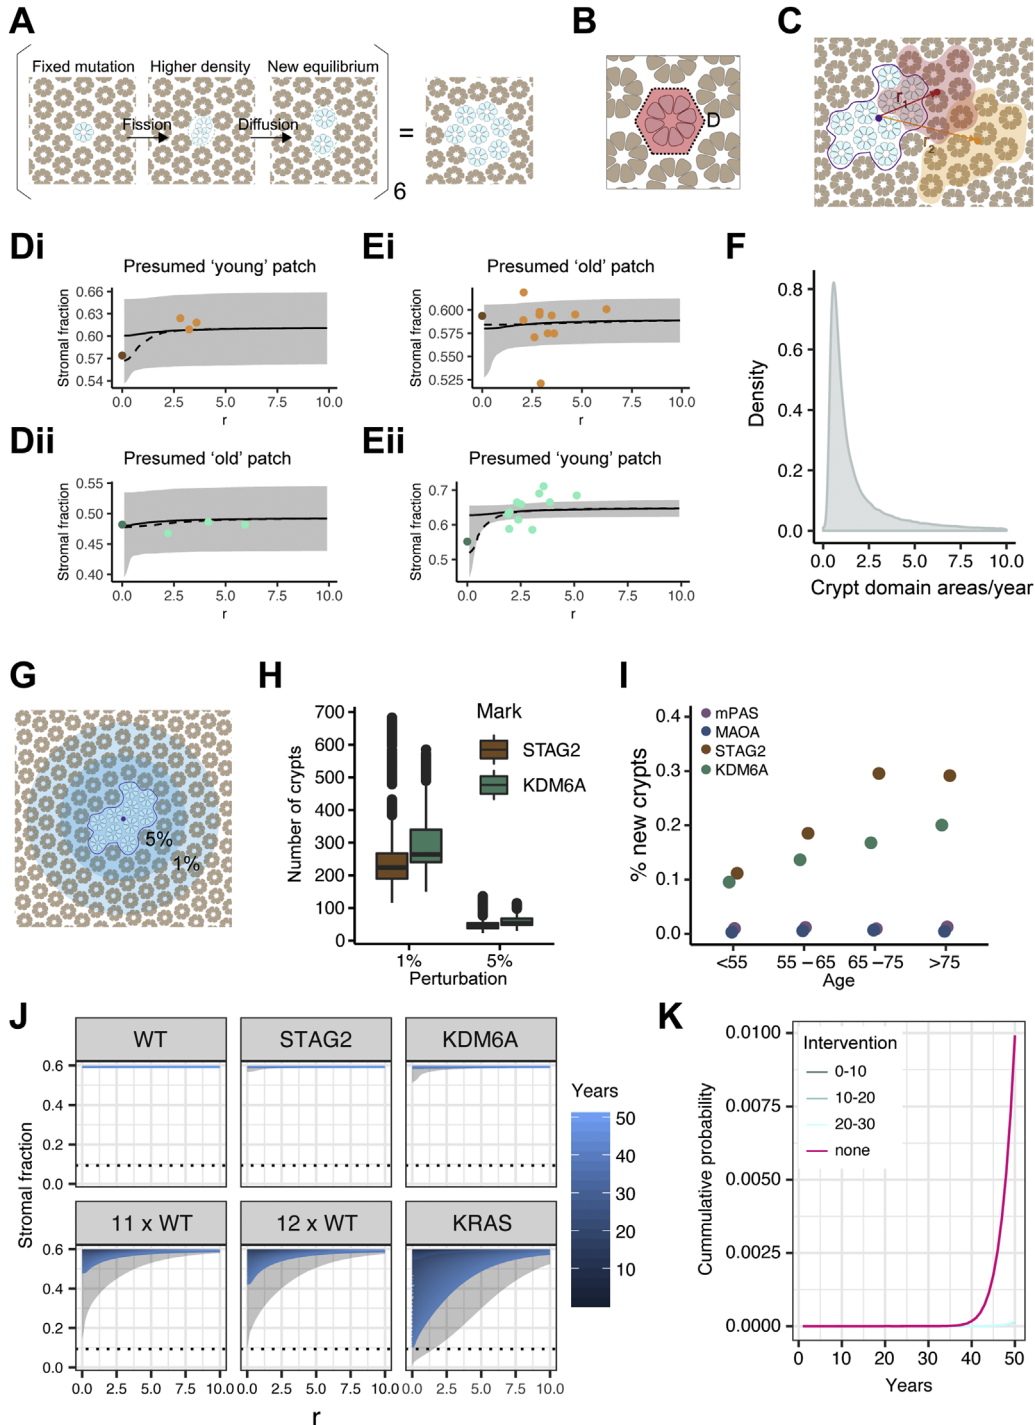 A
B
C
Fixed mutation
Higher density
New equilibrium
Fission
Diffusion
=
6
D
r1
r2
Di
Presumed ‘young’ patch
Stromal fraction
0.66
0.63
0.60
0.57
0.54
0.0 2.5 5.0 7.5 10.0
r
Ei
Presumed ‘old’ patch
Stromal fraction
0.600
0.575
0.550
0.525
0.0 2.5 5.0 7.5 10.0
r
F
Density
0.8
0.6
0.4
0.2
0.0
0.0 2.5 5.0 7.5 10.0
Crypt domain areas/year
Dii
Presumed ‘old’ patch
Stromal fraction
0.55
0.50
0.45
0.40
0.0 2.5 5.0 7.5 10.0
r
Eii
Presumed ‘young’ patch
Stromal fraction
0.7
0.6
0.5
0.0 2.5 5.0 7.5 10.0
r
G
5%
1%
H
Number of crypts
700
600
500
400
300
200
100
0
Mark
STAG2
KDM6A
1% 5%
Perturbation
I
% new crypts
0.4
0.3
0.2
0.1
0.0
mPAS
MAOA
STAG2
KDM6A
<55 55–65 65–75 >75
Age
J
WT STAG2 KDM6A
Stromal fraction
0.6
0.4
0.2
0.0
11 x WT 12 x WT KRAS
0.6
0.4
0.2
0.0
0.0 2.5 5.0 7.5 10.0
0.0 2.5 5.0 7.5 10.0
0.0 2.5 5.0 7.5 10.0
r
Years
50
40
30
20
10
K
Cummulative probability
0.0100
0.0075
0.0050
0.0025
0.0000
Intervention
0-10
10-20
20-30
none
0 10 20 30 40 50
Years